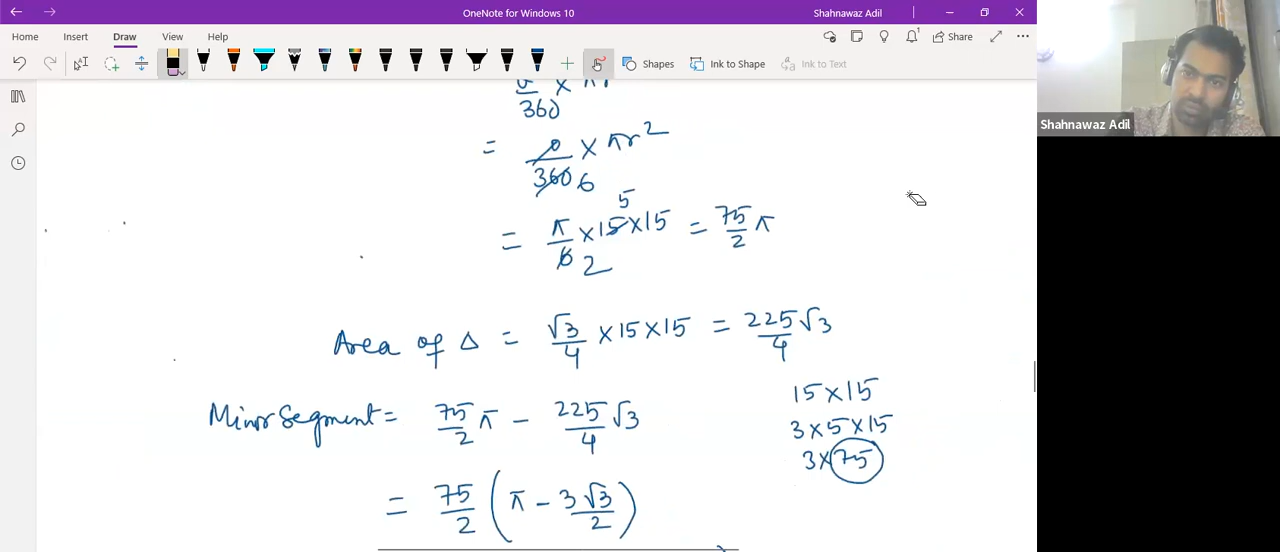 OneNote for Windows 10
Shahnawaz Adil
Home Insert Draw View Help
Share
Shapes Ink to Shape Ink to Text
Shahnawaz Adil
360
= θ/360 6 × πr²
= π/6 2 × 15 5 × 15 = 75/2 π
Area of Δ = √3/4 × 15 × 15 = 225/4 √3
15 × 15
Minor Segment = 75/2 π - 225/4 √3
3 × 5 × 15
3 × 75
= 75/2 (π - 3√3/2)